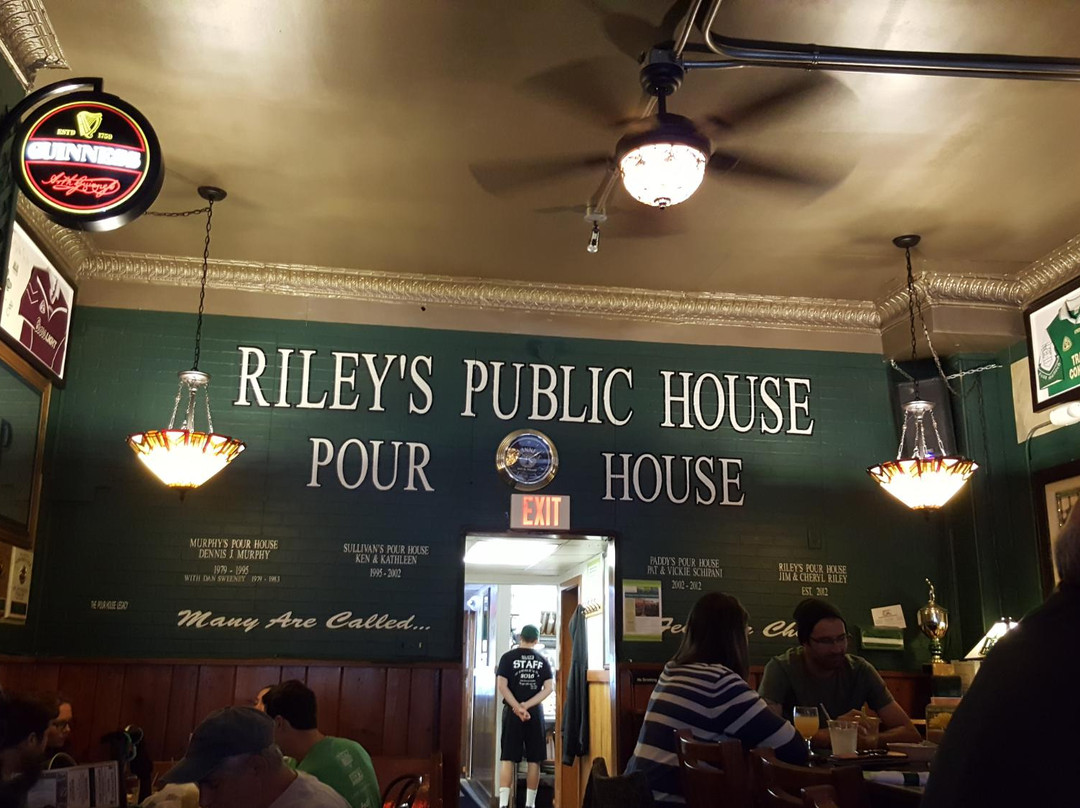 ESTD 1759
GUINNESS
RILEY'S PUBLIC HOUSE
POUR HOUSE
EXIT
MURPHY'S POUR HOUSE
DENNIS J. MURPHY
1979 - 1995
WITH DAN SWEENEY 1979 - 1983
SULLIVAN'S POUR HOUSE
KEN & KATHLEEN
1995 - 2002
PADDY'S POUR HOUSE
PAT & VICKIE SCHIPANI
2002 - 2012
RILEY'S POUR HOUSE
JIM & CHERYL RILEY
EST. 2012
THE POUR HOUSE LEGACY
Many Are Called...
STAFF